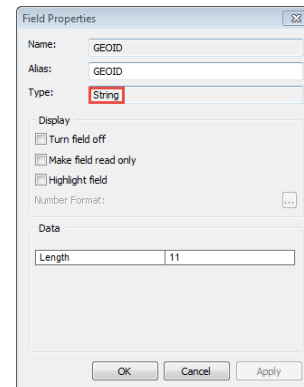 Field Properties
Name: GEOID
Alias: GEOID
Type: String
Display
Turn field off
Make field read only
Highlight field
Number Format: ...
Data
Length 11
OK Cancel Apply